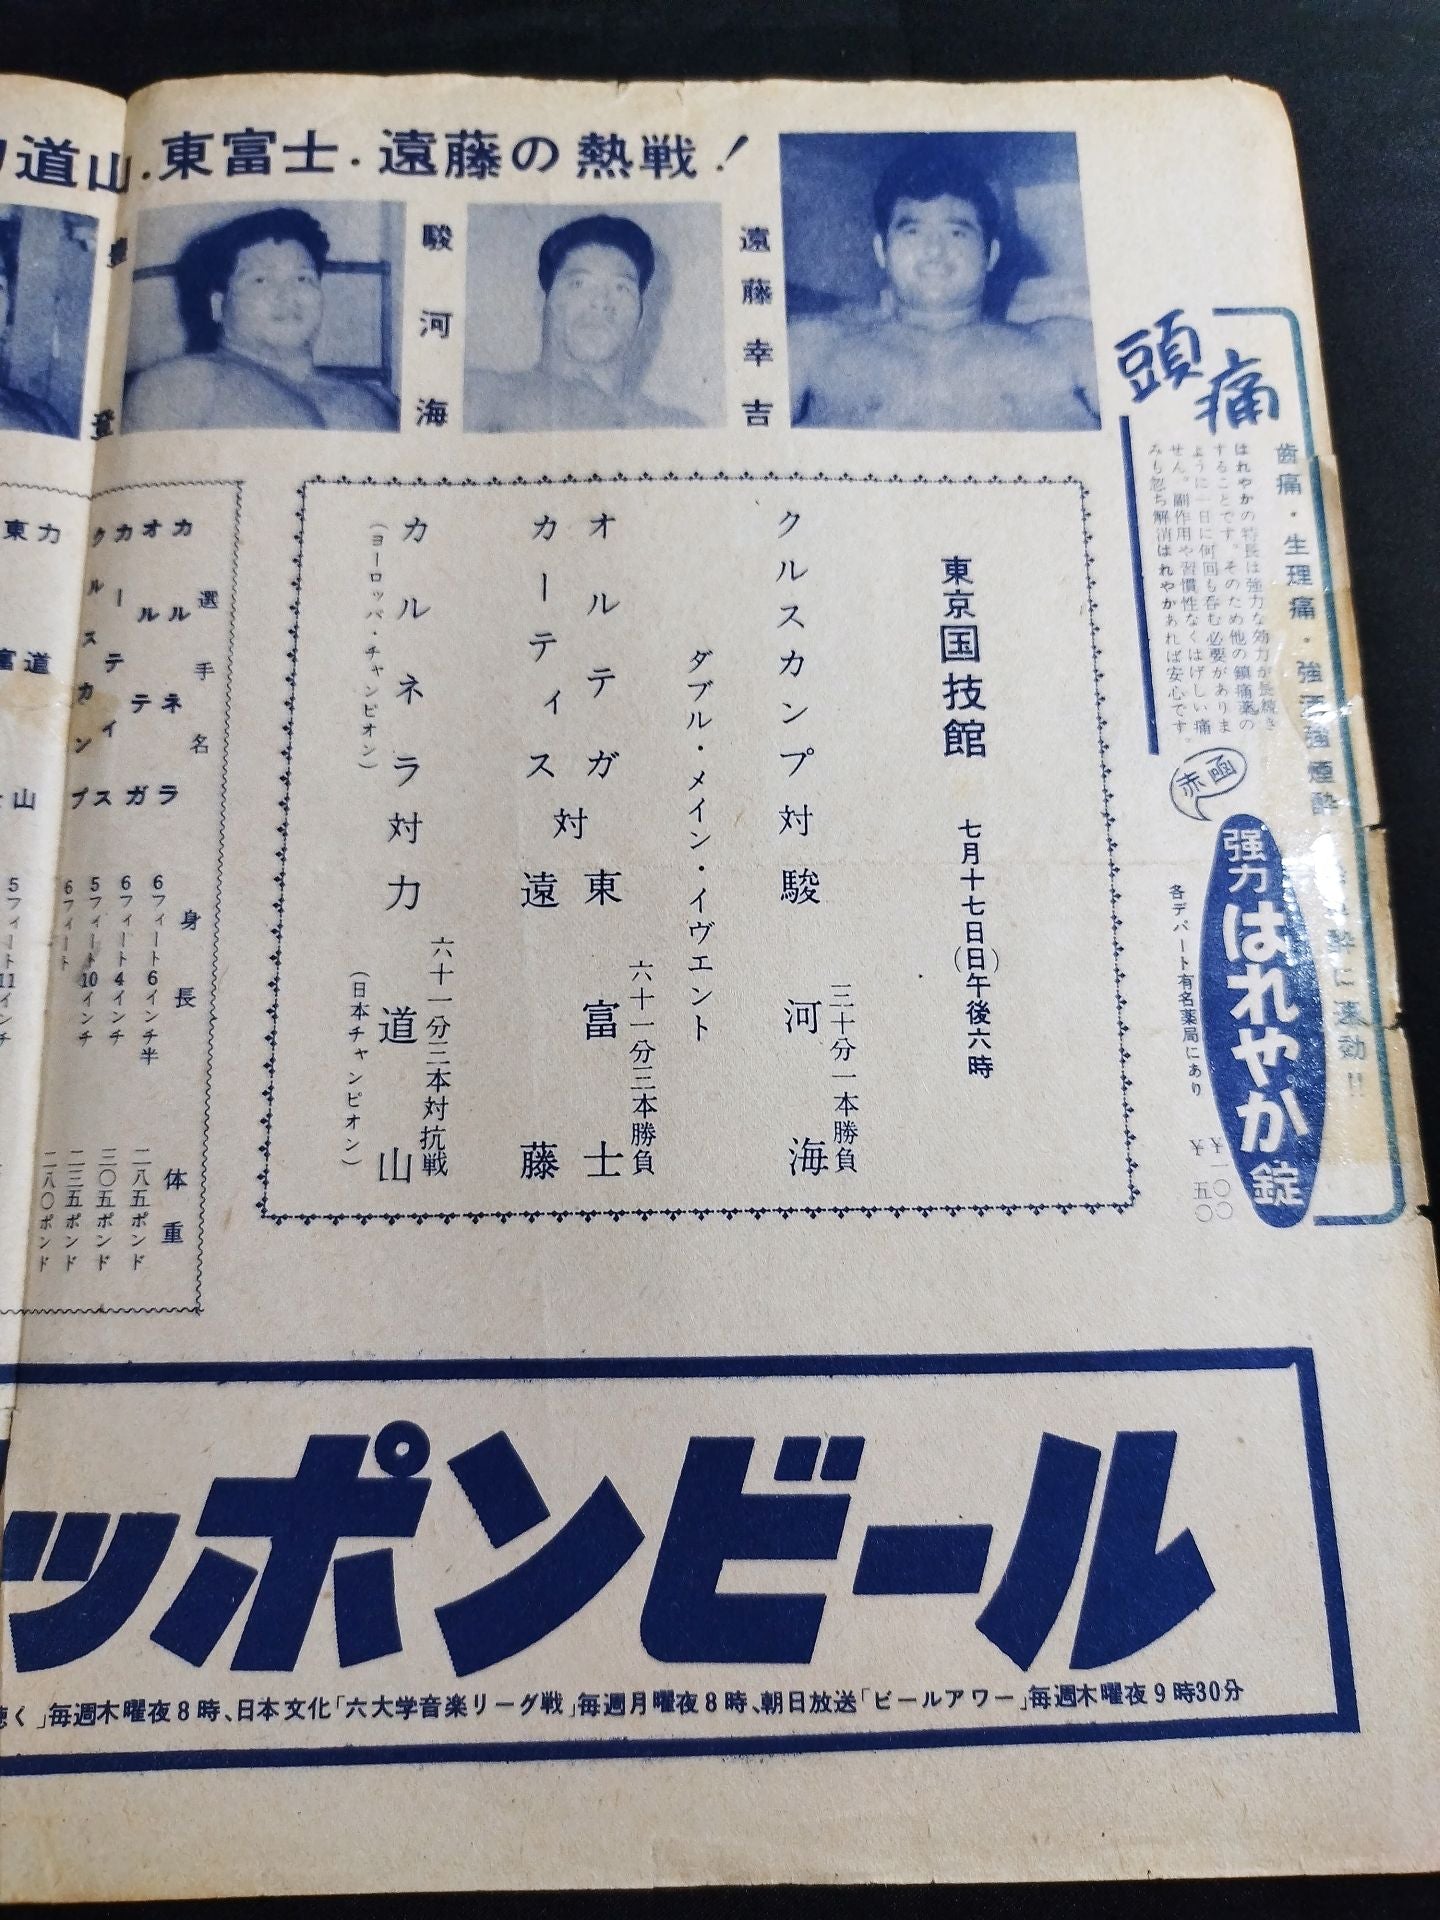 道山.東富士.遠藤の熱戦!
遠藤幸吉
駿河海
頭痛
歯痛・生理痛・強酒強煙酔
酔に速効!!
はれやかの特長は強力な効力が長続き
することです。そのため他の鎮痛薬の
ように一日に何回も呑む必要がありま
せん。副作用や習慣性なくはげしい痛
みも忽ち解消はれやかあれば安心です。
赤函
強力はれやか錠
各デパート有名薬局にあり
¥一〇〇
¥五〇
東京国技館 七月十七日(日)午後六時
クルスカンプ対駿河海
三十分一本勝負
ダブル・メイン・イヴエント
六十一分三本勝負
オルテガ
カーティス
対
東富士
遠藤
六十一分三本対抗戦
カルネラ対力道山
(ヨーロッパ・チャンピオン)
(日本チャンピオン)
選手名 身長 体重
カルネラ 6フィート6インチ半 二八五ポンド
オルテガ 6フィート4インチ 三〇五ポンド
カーティス 5フィート10インチ 二三五ポンド
クルスカンプ 6フィート 二八〇ポンド
力道山
東富
5フィート11インチ
ッポンビール
聴く」毎週木曜夜8時、日本文化「六大学音楽リーグ戦」毎週月曜夜8時、朝日放送「ビールアワー」毎週木曜夜9時30分